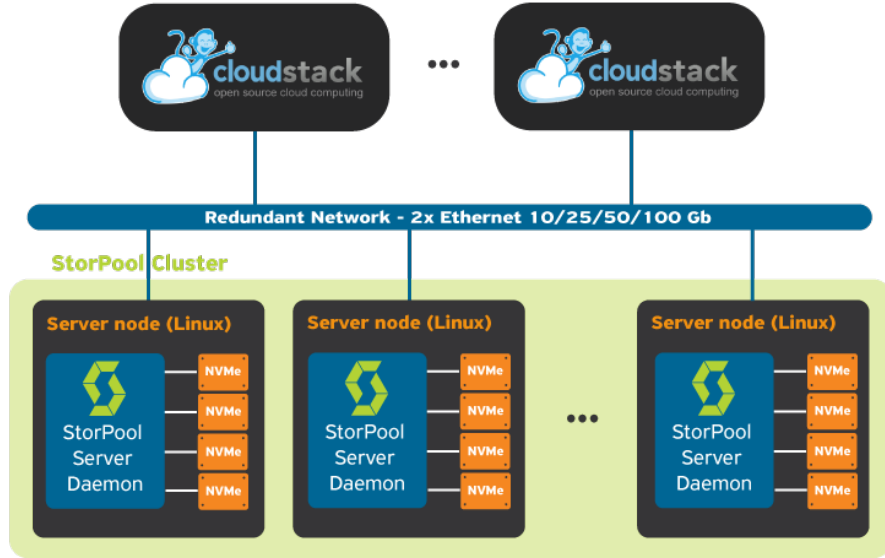 cloudstack
open source cloud computing
...
cloudstack
open source cloud computing
Redundant Network - 2x Ethernet 10/25/50/100 Gb
StorPool Cluster
Server node (Linux)
StorPool
Server
Daemon
NVMe
NVMe
NVMe
NVMe
Server node (Linux)
StorPool
Server
Daemon
NVMe
NVMe
NVMe
NVMe
...
Server node (Linux)
StorPool
Server
Daemon
NVMe
NVMe
NVMe
NVMe